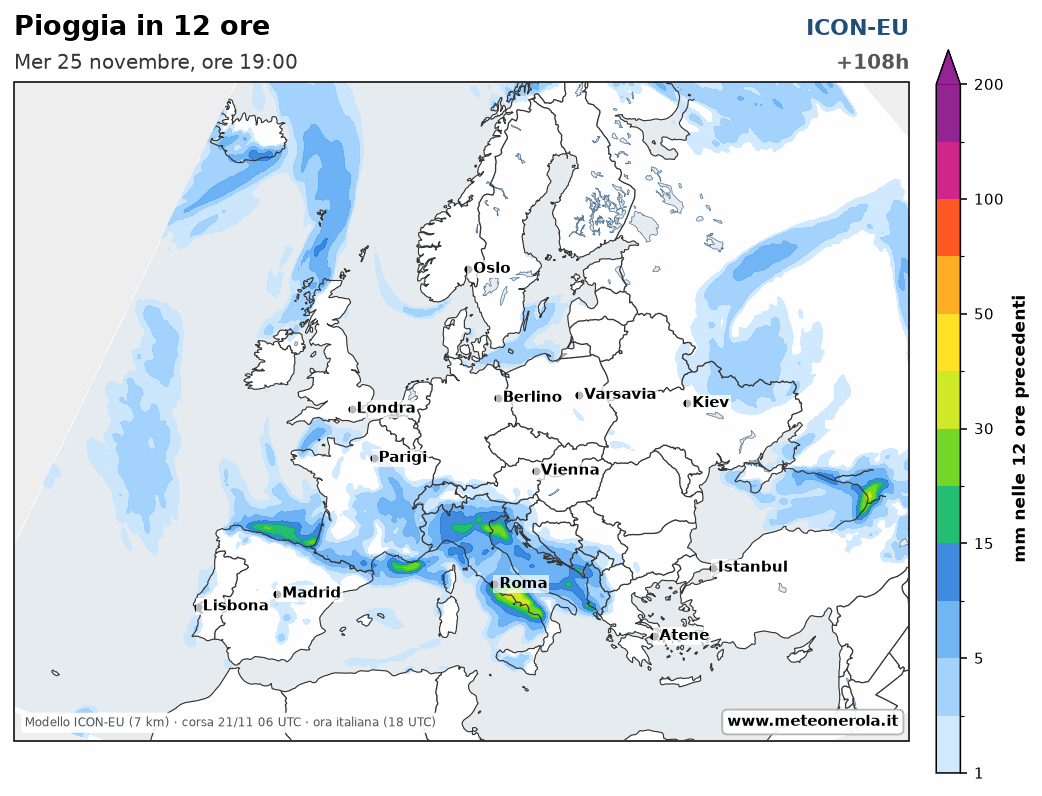 Pioggia in 12 ore
ICON-EU
Mer 25 novembre, ore 19:00
+108h
200
100
50
30
15
5
1
mm nelle 12 ore precedenti
Oslo
Berlino
Varsavia
Kiev
Londra
Parigi
Vienna
Istanbul
Roma
Madrid
Lisbona
Atene
Modello ICON-EU (7 km) · corsa 21/11 06 UTC · ora italiana (18 UTC)
www.meteonerola.it